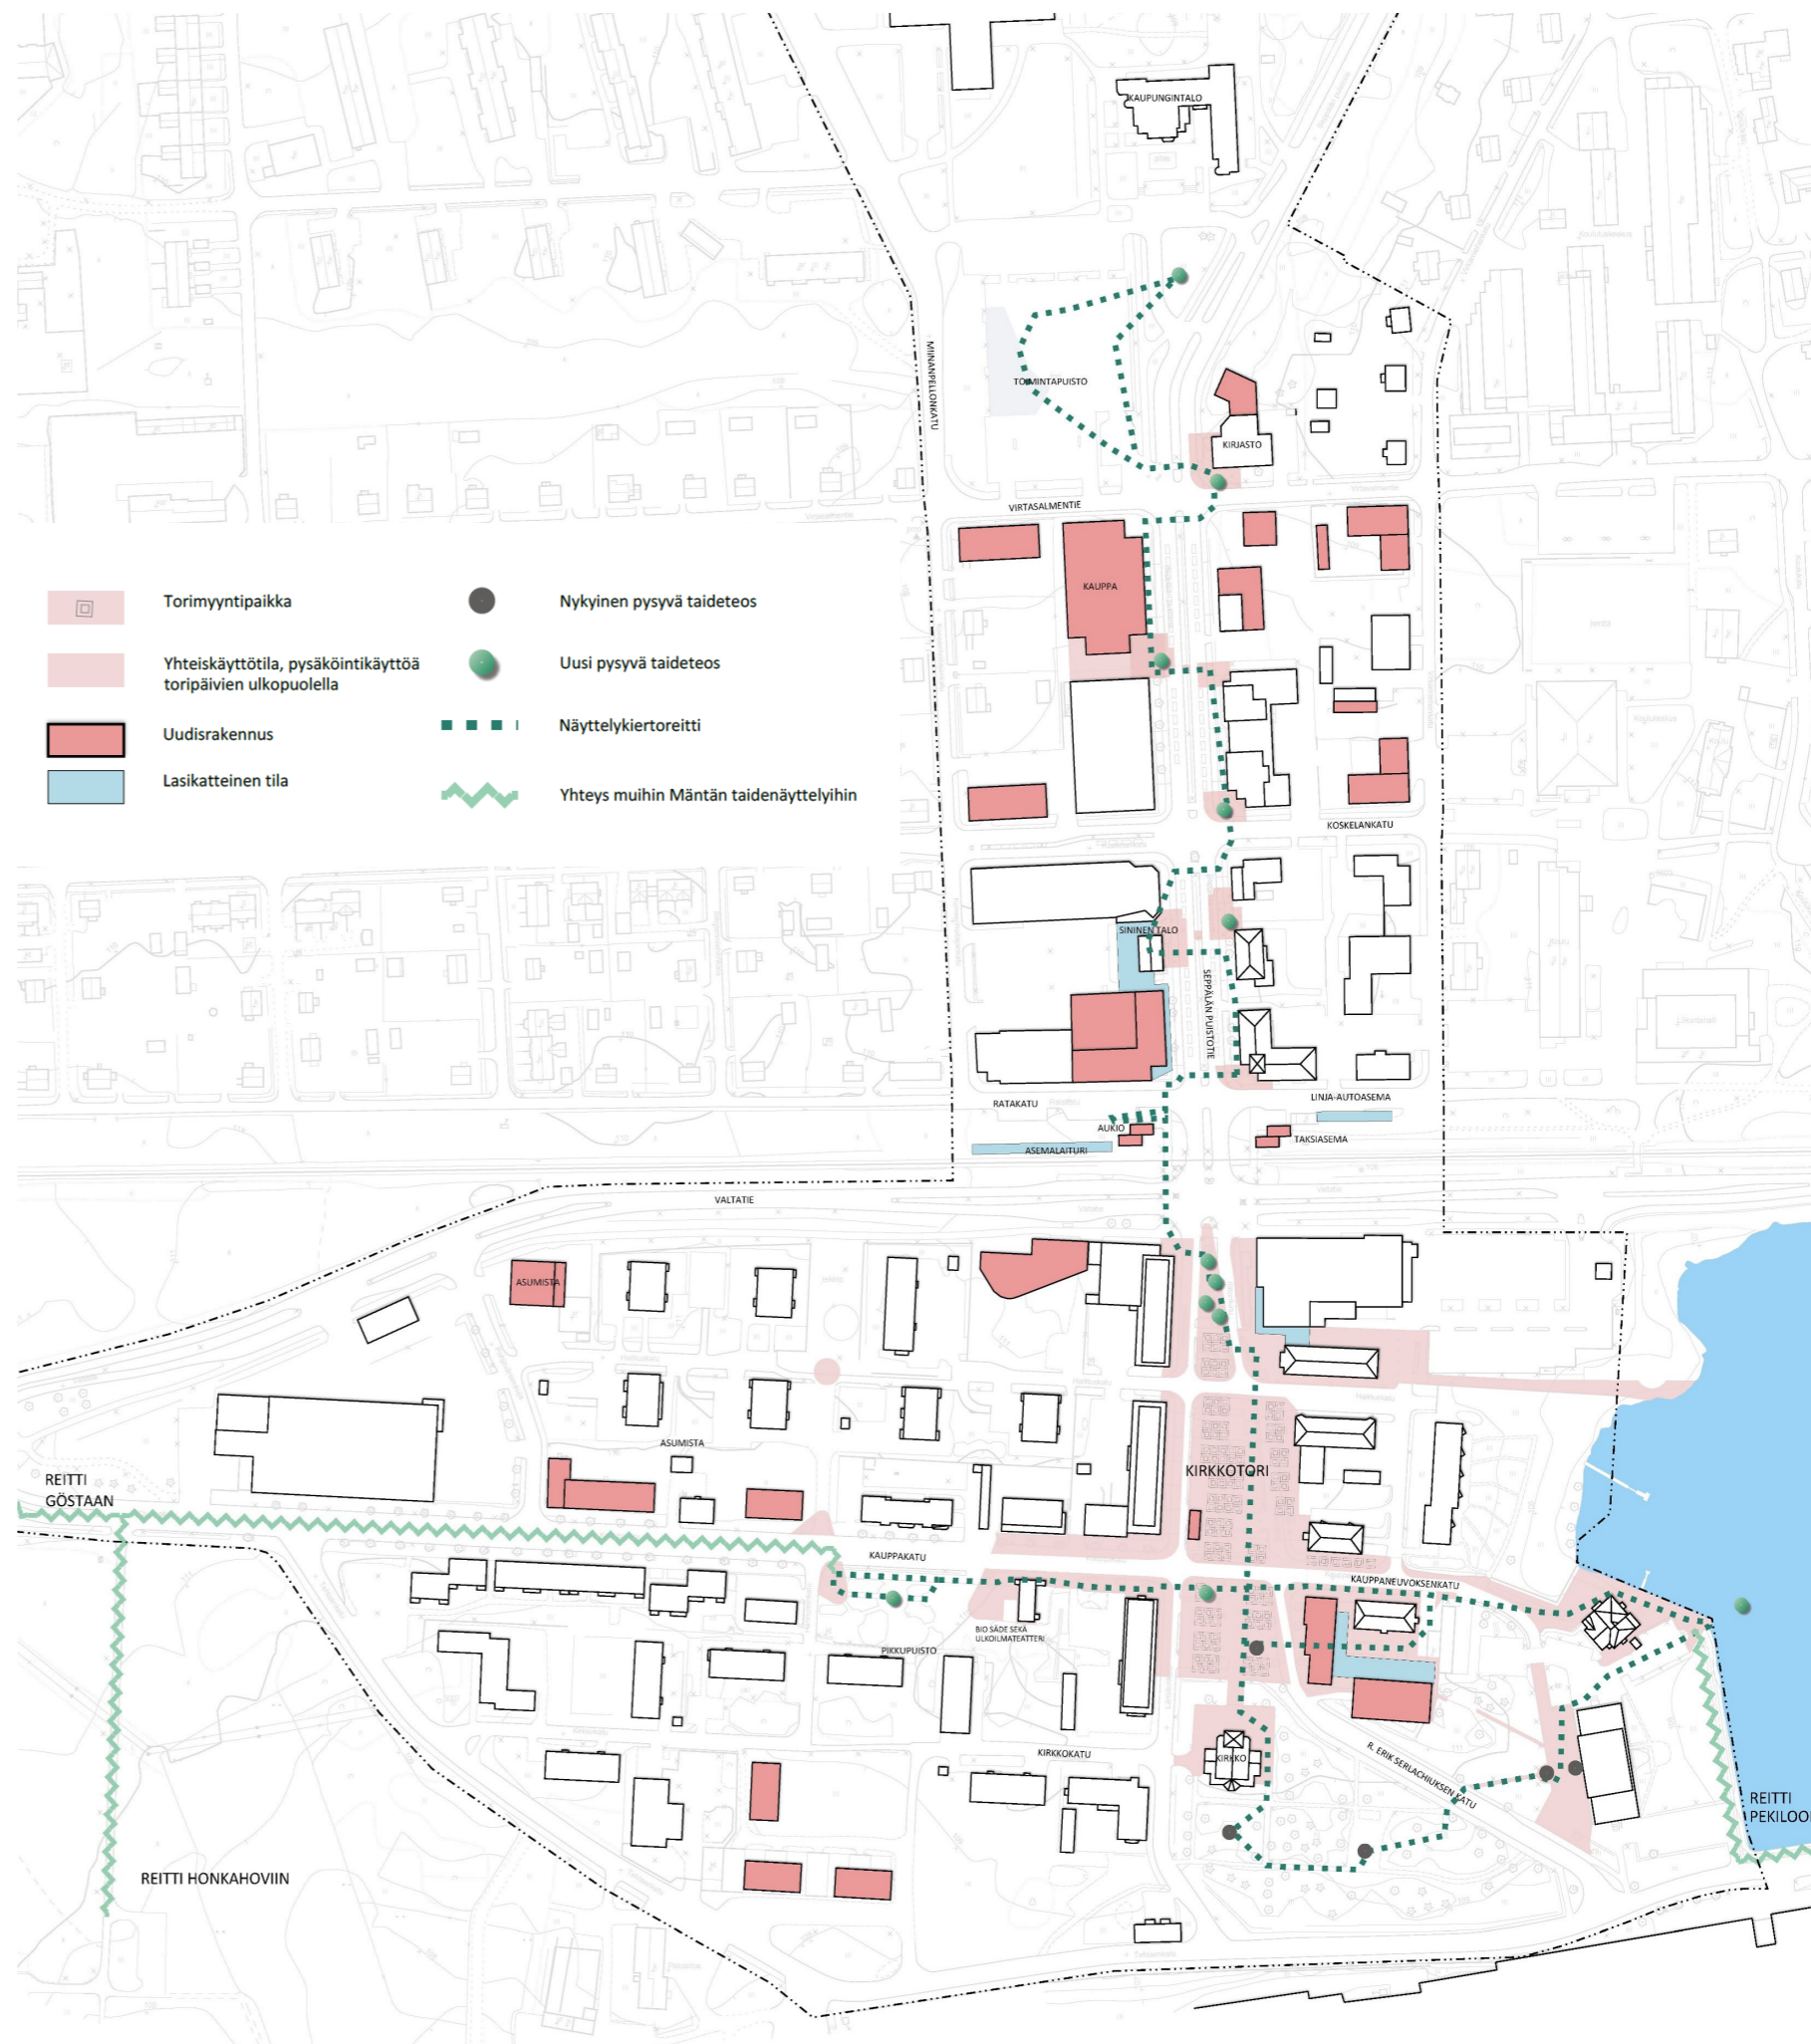 KAUPUNGINTALO
MIINANPELLONKATU
TOIMINTAPUISTO
KIRJASTO
VIRTASALMENTIE
KAUPPA
Torimyyntipaikka
Nykyinen pysyvä taideteos
Yhteiskäyttötila, pysäköintikäyttöä
toripäivien ulkopuolella
Uusi pysyvä taideteos
Uudisrakennus
Näyttelykiertoreitti
Lasikatteinen tila
Yhteys muihin Mäntän taidenäyttelyihin
KOSKELANKATU
SININEN TALO
SEPPÄLÄN PUISTOTIE
RATAKATU
LINJA-AUTOASEMA
AUKIO
TAKSIASEMA
ASEMALAITURI
VALTATIE
ASUMISTA
ASUMISTA
KIRKKOTORI
REITTI
GÖSTAAN
KAUPPAKATU
KAUPPANEUVOKSENKATU
BIO SÄDE SEKÄ
ULKOILMATEATTERI
PIKKUPUISTO
KIRKKOKATU
KIRKKO
R. ERIK SERLACHIUKSEN KATU
REITTI
PEKILOON
REITTI HONKAHOVIIN